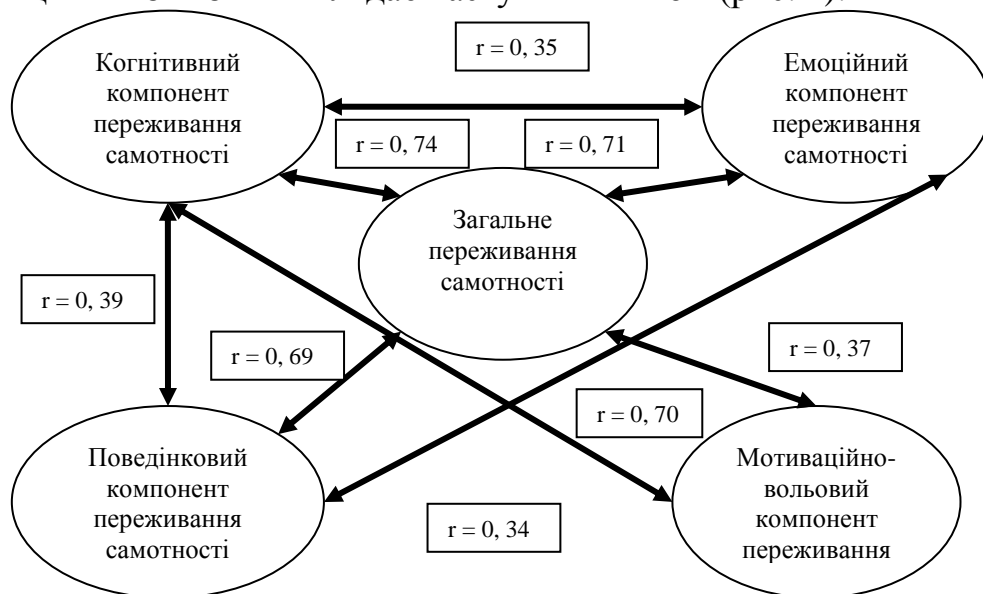 r = 0, 35
Когнітивний
компонент
переживання
самотності
Емоційний
компонент
переживання
самотності
r = 0, 74
r = 0, 71
Загальне
переживання
самотності
r = 0, 39
r = 0, 69
r = 0, 37
r = 0, 70
Поведінковий
компонент
переживання
самотності
Мотиваційно-
вольовий
компонент
переживання
r = 0, 34